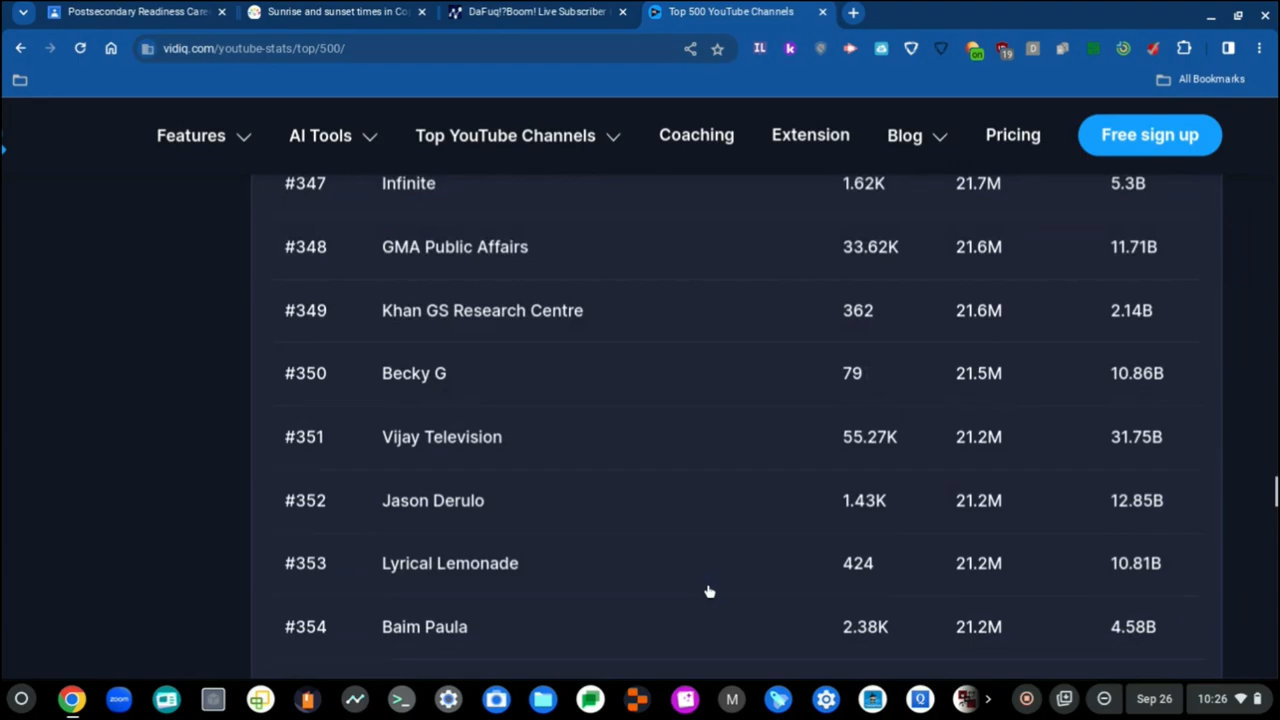 Postsecondary Readiness Care
Sunrise and sunset times in Co
DaFuq!?Boom! Live Subscriber
Top 500 YouTube Channels
vidiq.com/youtube-stats/top/500/
IL
k
on
19
D
All Bookmarks
Features
AI Tools
Top YouTube Channels
Coaching
Extension
Blog
Pricing
Free sign up
#347 Infinite 1.62K 21.7M 5.3B
#348 GMA Public Affairs 33.62K 21.6M 11.71B
#349 Khan GS Research Centre 362 21.6M 2.14B
#350 Becky G 79 21.5M 10.86B
#351 Vijay Television 55.27K 21.2M 31.75B
#352 Jason Derulo 1.43K 21.2M 12.85B
#353 Lyrical Lemonade 424 21.2M 10.81B
#354 Baim Paula 2.38K 21.2M 4.58B
zoom
M
Q
Sep 26
10:26